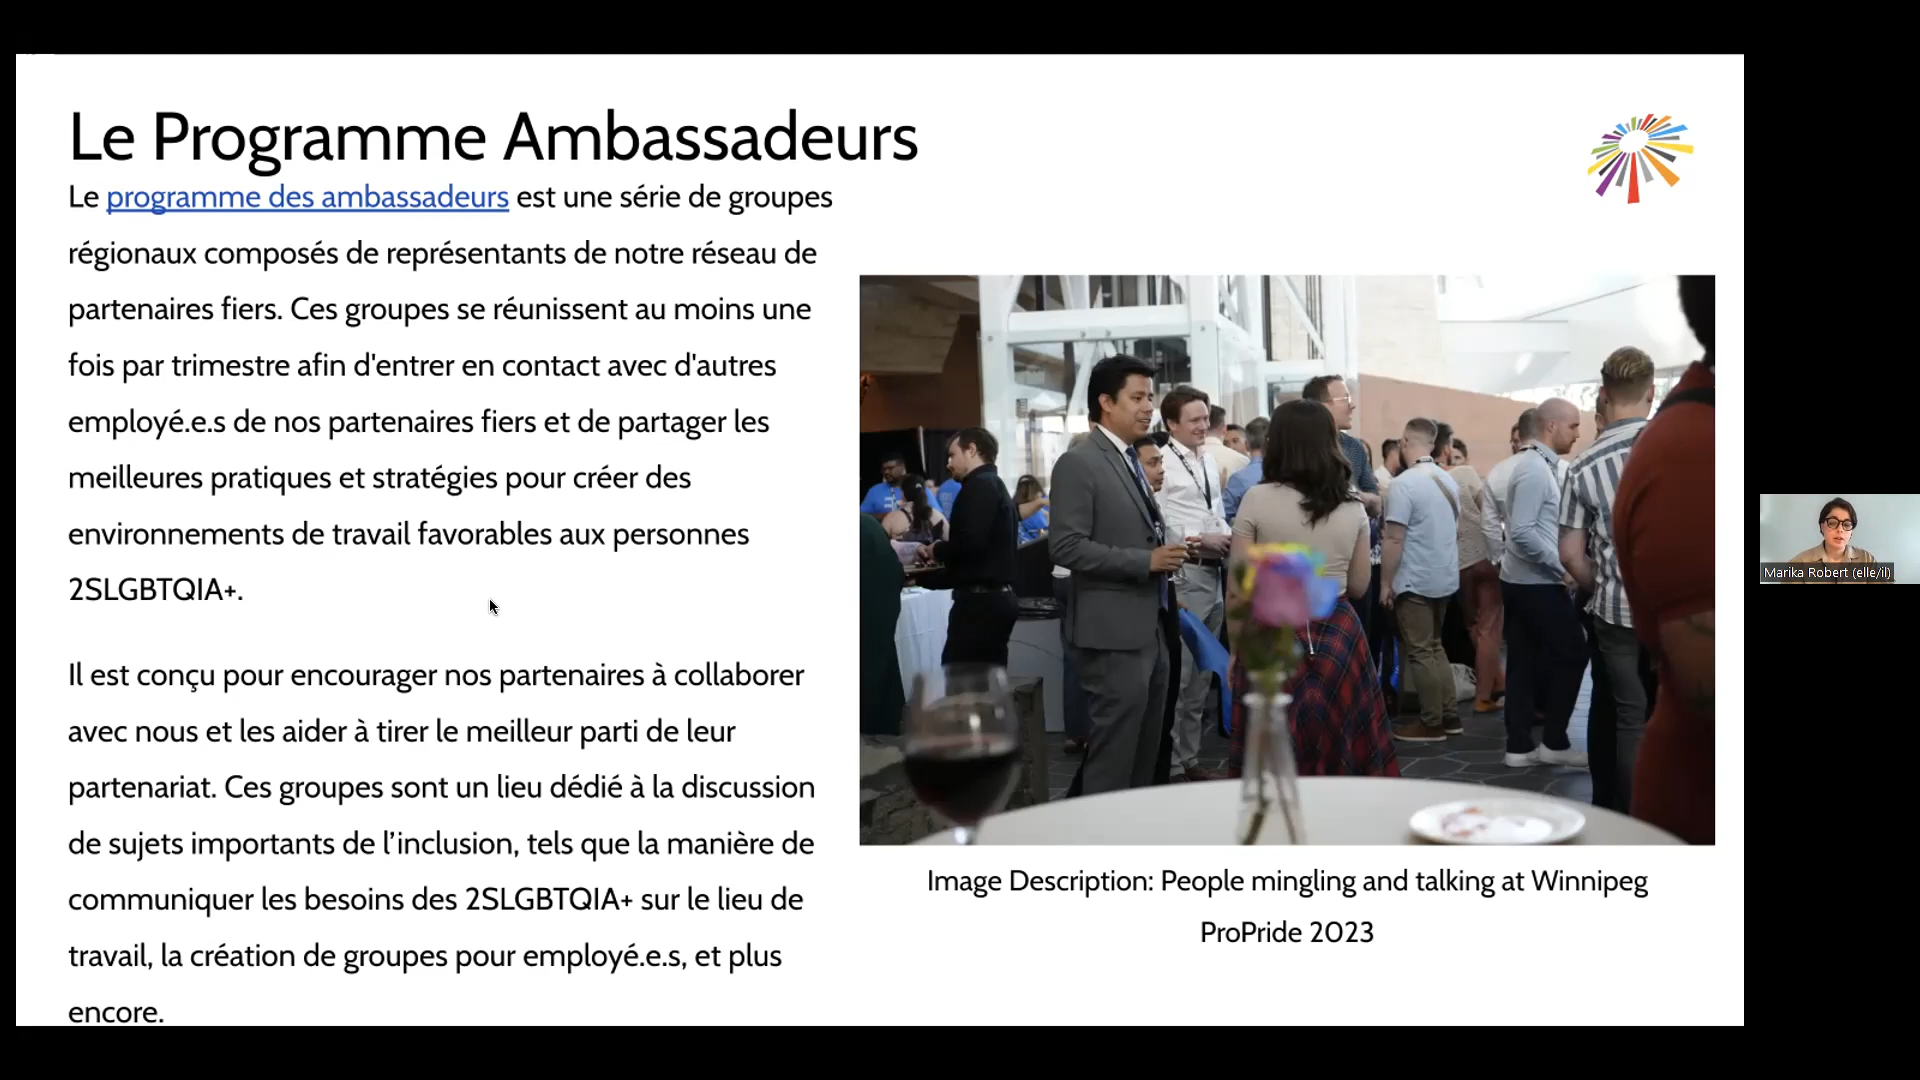 Le Programme Ambassadeurs
Le programme des ambassadeurs est une série de groupes
régionaux composés de représentants de notre réseau de
partenaires fiers. Ces groupes se réunissent au moins une
fois par trimestre afin d'entrer en contact avec d'autres
employé.e.s de nos partenaires fiers et de partager les
meilleures pratiques et stratégies pour créer des
environnements de travail favorables aux personnes
2SLGBTQIA+.
Il est conçu pour encourager nos partenaires à collaborer
avec nous et les aider à tirer le meilleur parti de leur
partenariat. Ces groupes sont un lieu dédié à la discussion
de sujets importants de l’inclusion, tels que la manière de
communiquer les besoins des 2SLGBTQIA+ sur le lieu de
travail, la création de groupes pour employé.e.s, et plus
encore.
Image Description: People mingling and talking at Winnipeg
ProPride 2023
Marika Robert (elle/il)